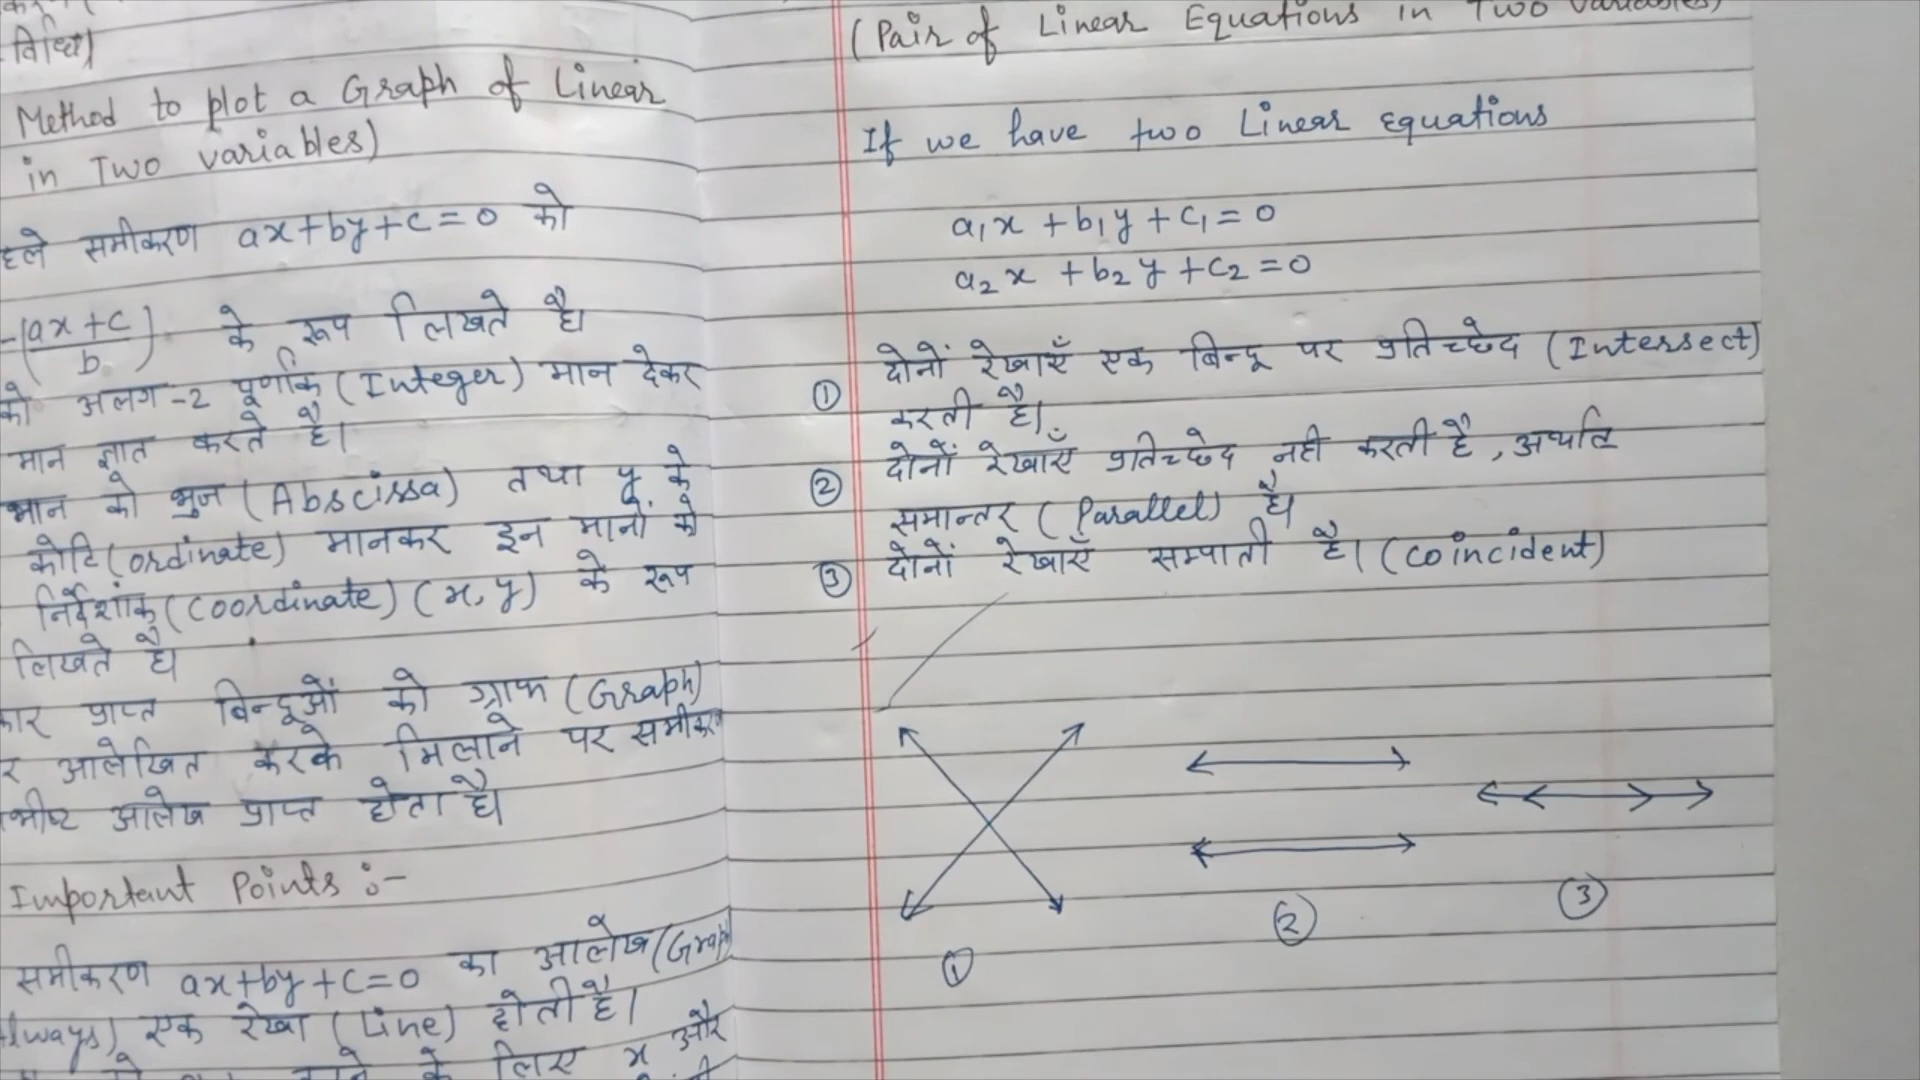 विधि)
Method to plot a Graph of Linear
in Two variables)
समीकरण ax+by+c=0 को
-(ax+c/b) के रूप लिखते है।
को अलग-2 पूर्णांक (Integer) मान देकर
मान ज्ञात करते है।
मान को भुज (Abscissa) तथा y के
कोटि (ordinate) मानकर इन मानों को
निर्देशांक (coordinate) (x, y) के रूप
लिखते है।
प्राप्त बिन्दूओं को ग्राफ (Graph)
आलेखित करके मिलाने पर समीकरण
आलेख प्राप्त होता है।
Important Points :-
समीकरण ax+by+c=0 का आलेख (Graph
एक रेखा (Line) होती है।
के लिए x और
(Pair of Linear Equations in Two variables)
If we have two Linear equations
a₁x + b₁y + c₁ = 0
a₂x + b₂y + c₂ = 0
① दोनों रेखाएँ एक बिन्दू पर प्रतिच्छेद (Intersect)
करती है।
② दोनों रेखाएँ प्रतिच्छेद नही करती है, अर्थात
समान्तर (Parallel) है।
③ दोनों रेखाएँ सम्पाती है। (coincident)
① ② ③